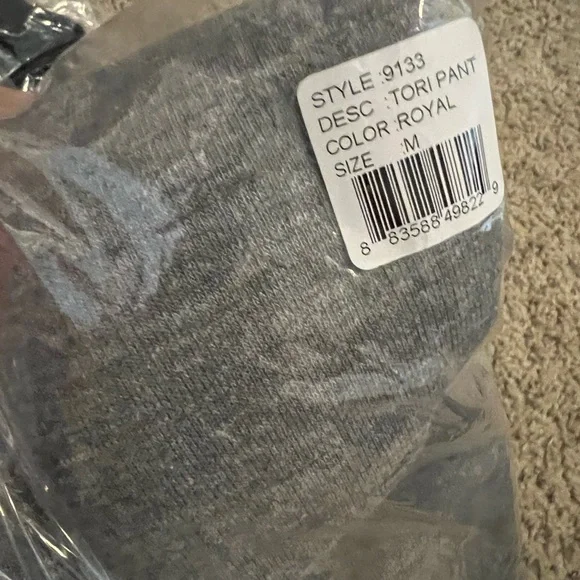 STYLE :9133
DESC :TORI PANT
COLOR :ROYAL
SIZE :M
8 83588 49822 9